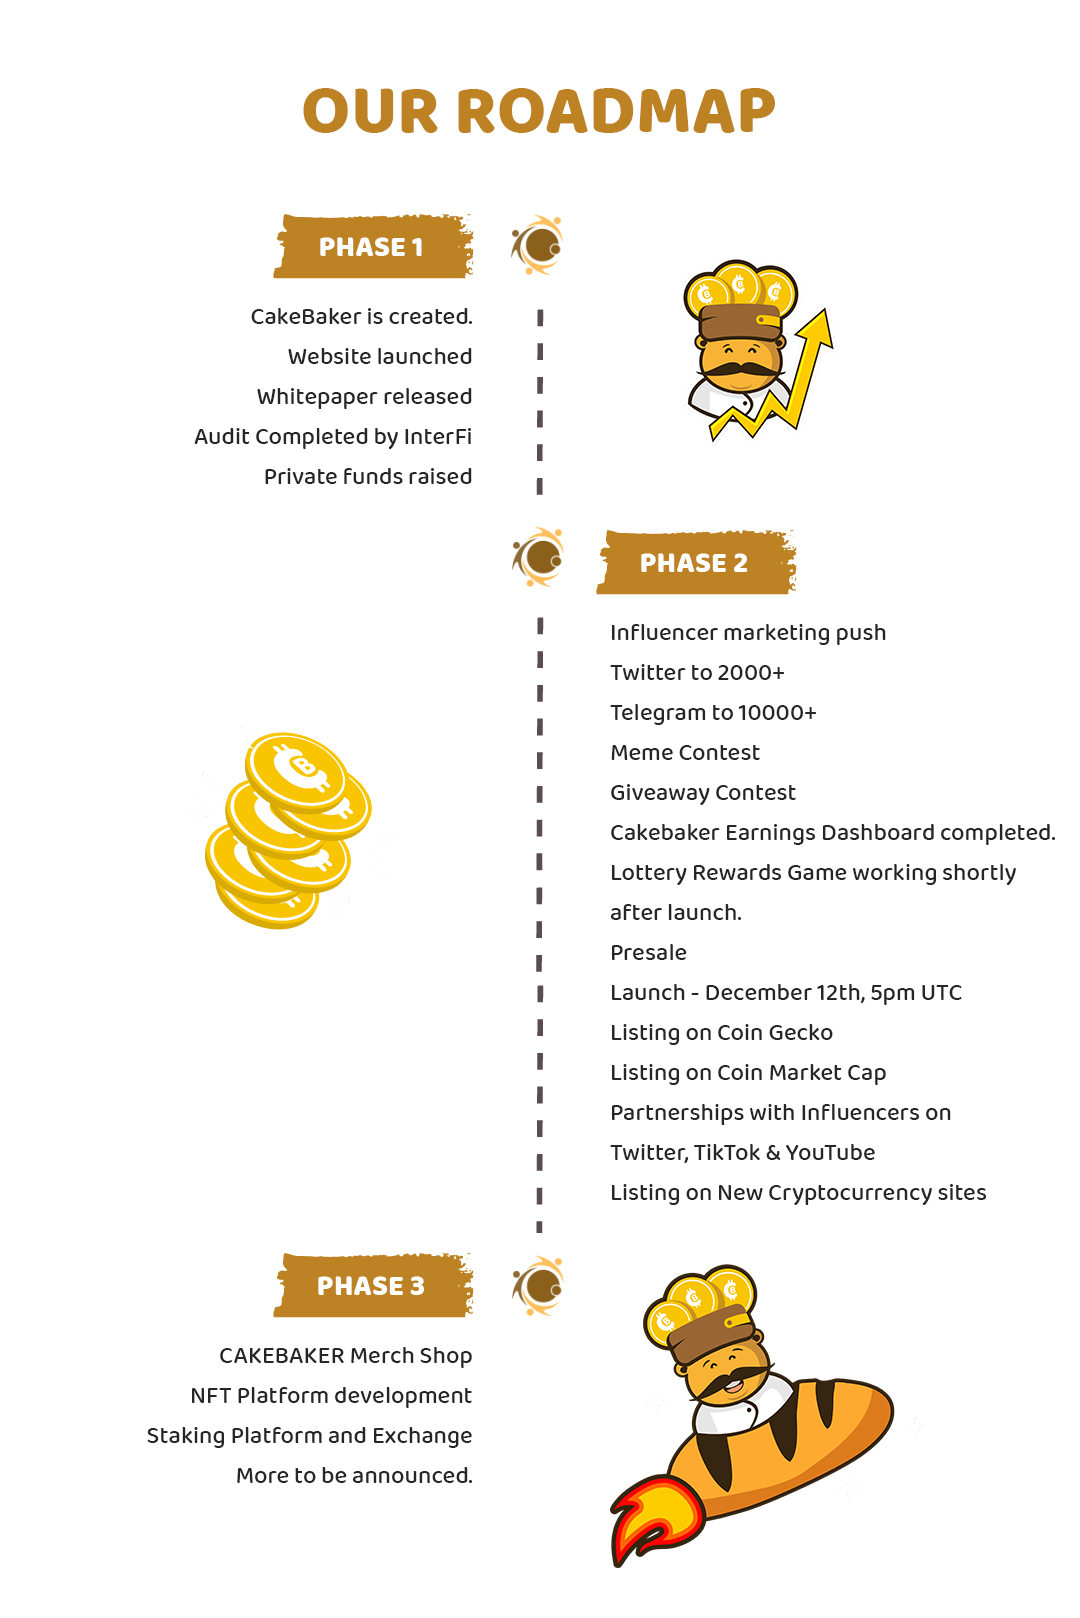 OUR ROADMAP
PHASE 1
CakeBaker is created.
Website launched
Whitepaper released
Audit Completed by InterFi
Private funds raised
PHASE 2
Influencer marketing push
Twitter to 2000+
Telegram to 10000+
Meme Contest
Giveaway Contest
Cakebaker Earnings Dashboard completed.
Lottery Rewards Game working shortly
after launch.
Presale
Launch - December 12th, 5pm UTC
Listing on Coin Gecko
Listing on Coin Market Cap
Partnerships with Influencers on
Twitter, TikTok & YouTube
Listing on New Cryptocurrency sites
PHASE 3
CAKEBAKER Merch Shop
NFT Platform development
Staking Platform and Exchange
More to be announced.